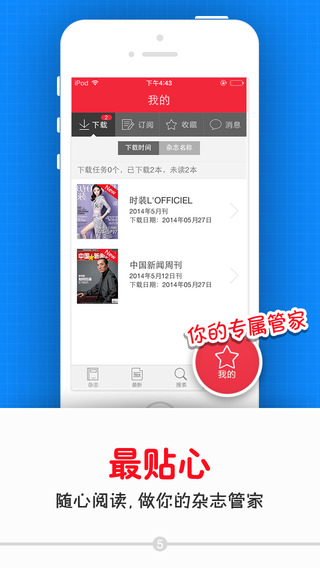 iPod 下午4:43
我的
下载 2 订阅 收藏 消息
下载时间 杂志名称
下载任务0个，已下载2本，未读2本
New
时装L'OFFICIEL
2014年5月刊
下载日期：2014年05月27日
New
中国新闻周刊
2014年5月12日刊
下载日期：2014年05月27日
你的专属管家
我的
杂志 最新 搜索
最贴心
随心阅读，做你的杂志管家
5